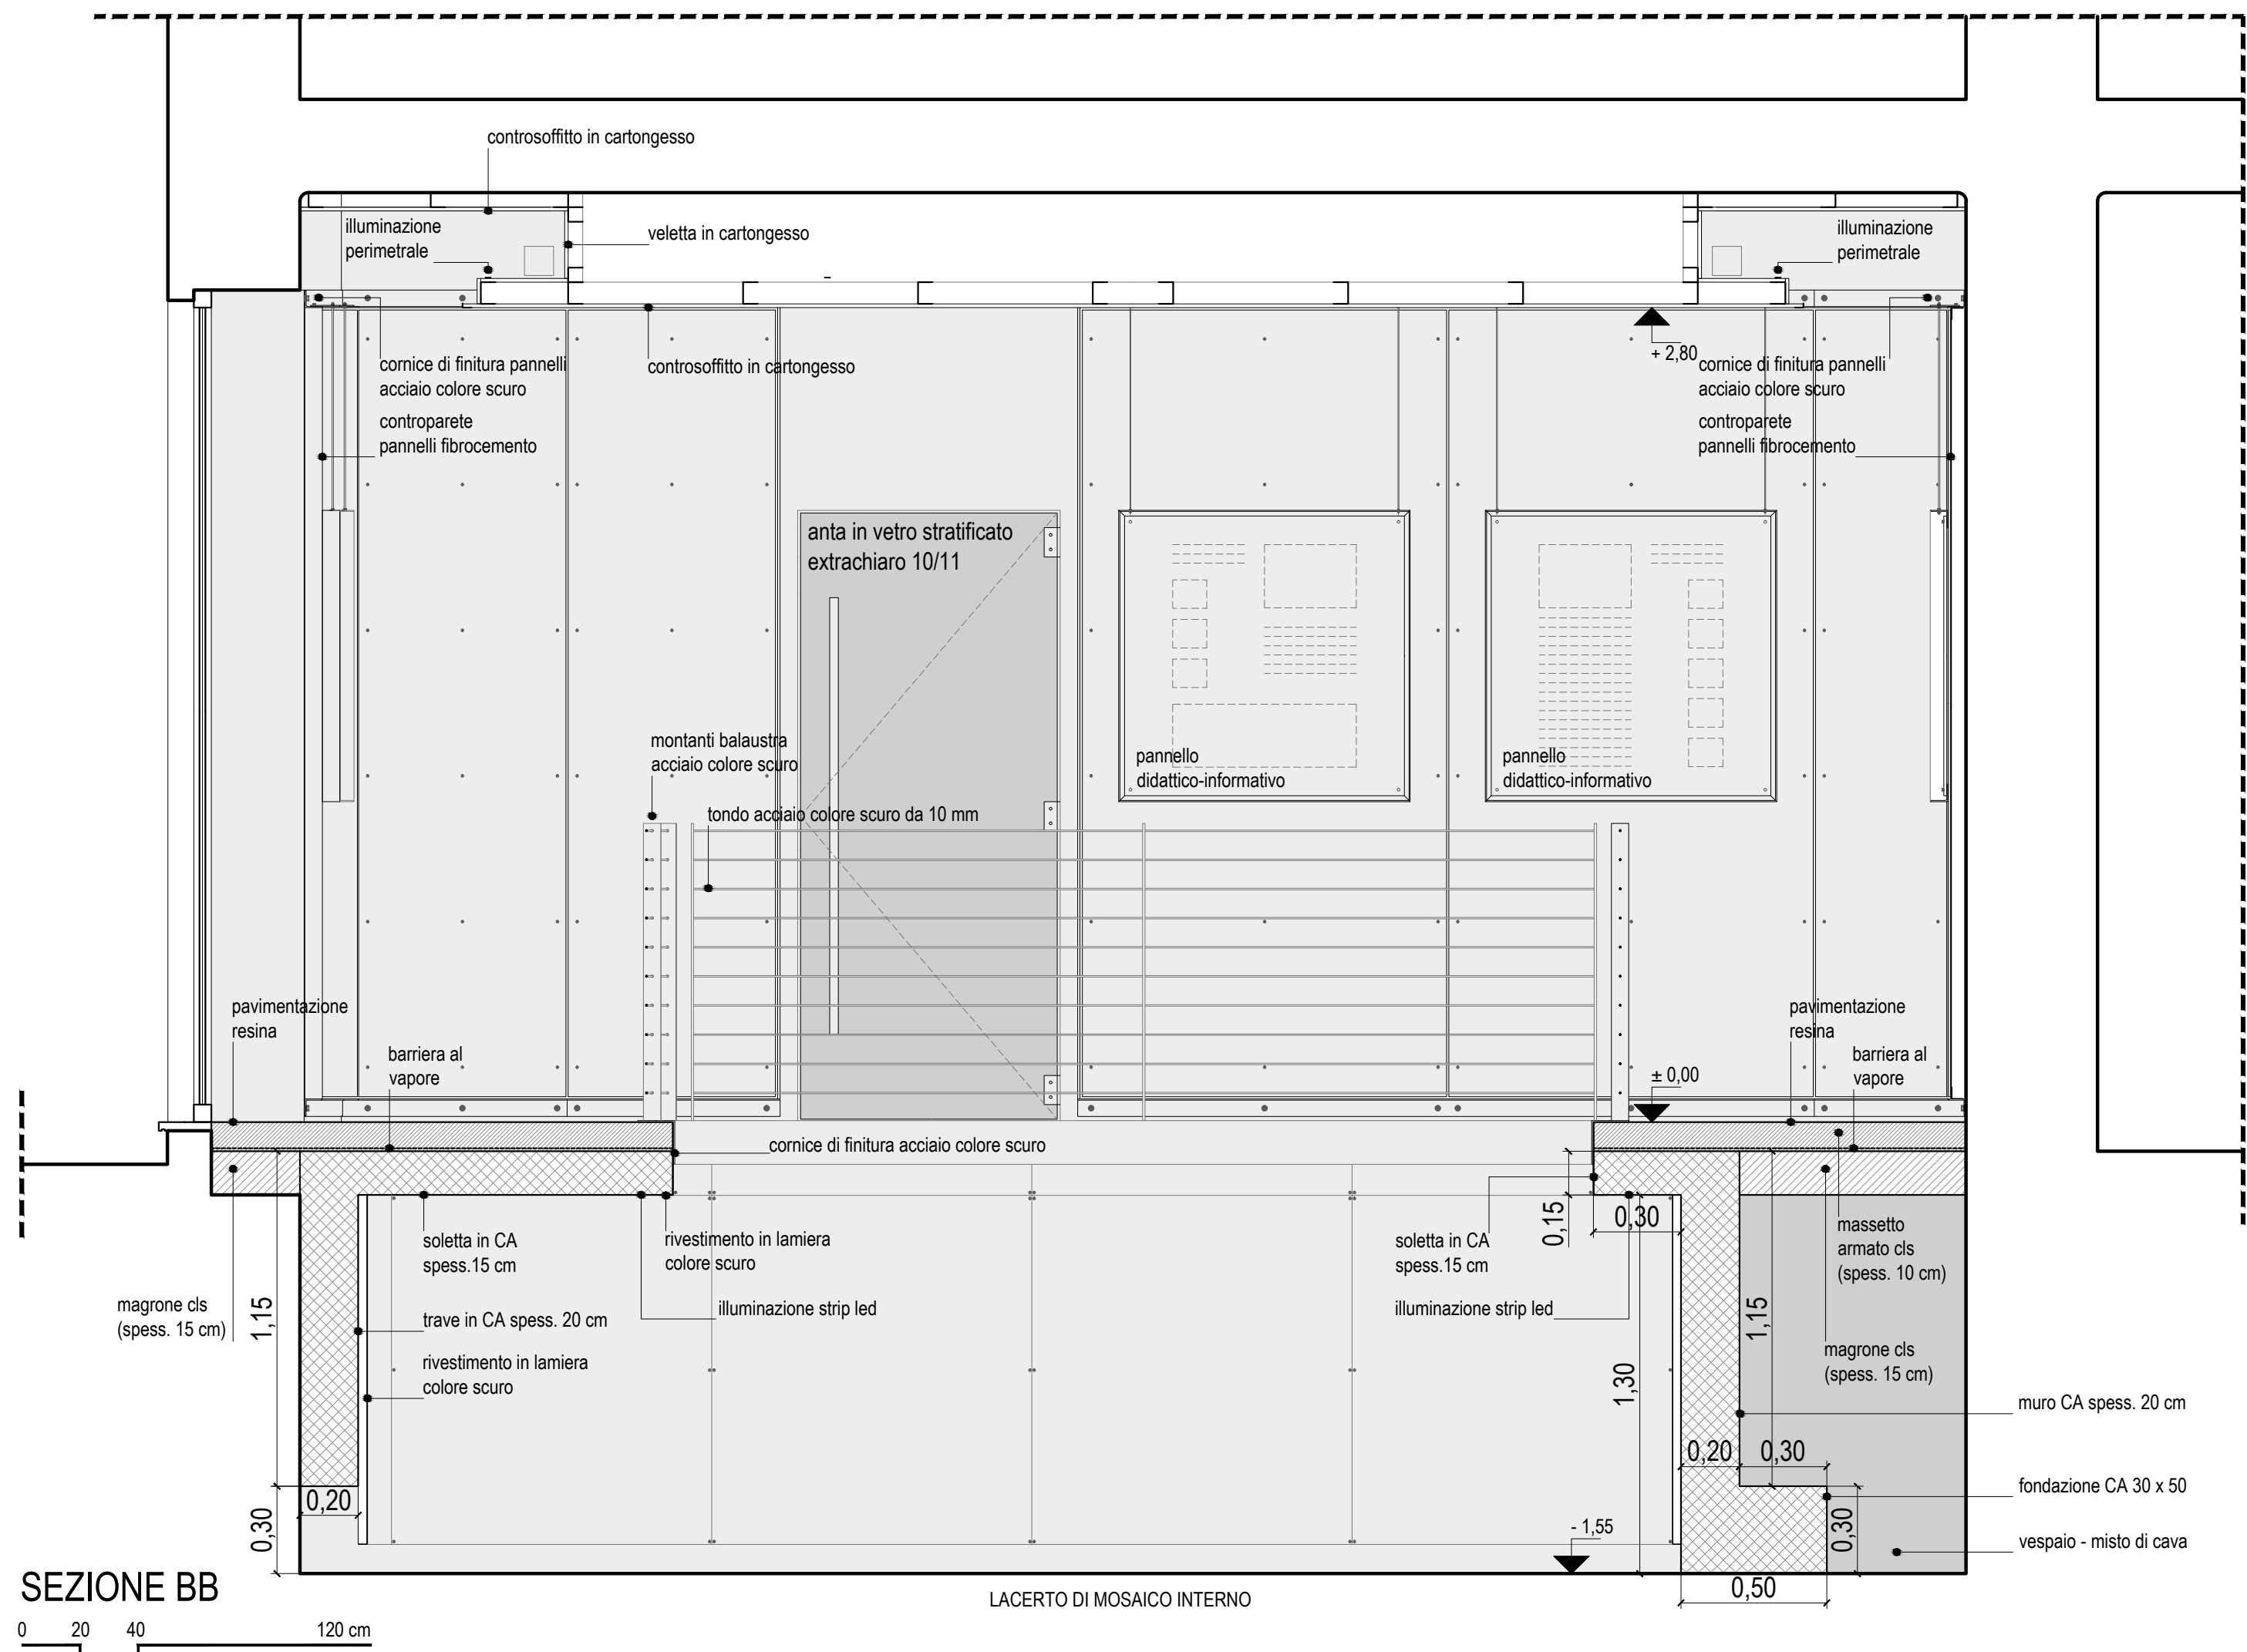 controsoffitto in cartongesso
illuminazione
perimetrale
veletta in cartongesso
illuminazione
perimetrale
cornice di finitura pannelli
acciaio colore scuro
controsoffitto in cartongesso
+ 2,80
cornice di finitura pannelli
acciaio colore scuro
controparete
pannelli fibrocemento
controparete
pannelli fibrocemento
anta in vetro stratificato
extrachiaro 10/11
montanti balaustra
acciaio colore scuro
pannello
didattico-informativo
pannello
didattico-informativo
tondo acciaio colore scuro da 10 mm
pavimentazione
resina
barriera al
vapore
± 0,00
pavimentazione
resina
barriera al
vapore
cornice di finitura acciaio colore scuro
soletta in CA
spess.15 cm
rivestimento in lamiera
colore scuro
soletta in CA
spess.15 cm
0,15
0,30
massetto
armato cls
(spess. 10 cm)
magrone cls
(spess. 15 cm)
1,15
trave in CA spess. 20 cm
illuminazione strip led
illuminazione strip led
1,15
magrone cls
(spess. 15 cm)
rivestimento in lamiera
colore scuro
1,30
muro CA spess. 20 cm
0,20
0,30
0,20
0,30
fondazione CA 30 x 50
- 1,55
0,30
vespaio - misto di cava
SEZIONE BB
LACERTO DI MOSAICO INTERNO
0,50
0 20 40 120 cm